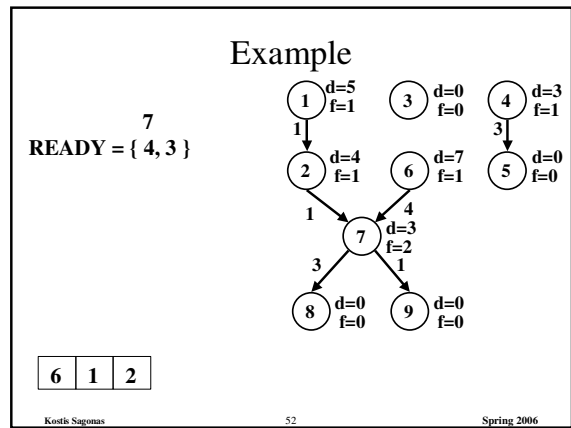 Example
7
READY = { 4, 3 }
1 d=5 f=1
3 d=0 f=0
4 d=3 f=1
1
3
2 d=4 f=1
6 d=7 f=1
5 d=0 f=0
1
4
7 d=3 f=2
3
1
8 d=0 f=0
9 d=0 f=0
6 1 2
Kostis Sagonas 52 Spring 2006